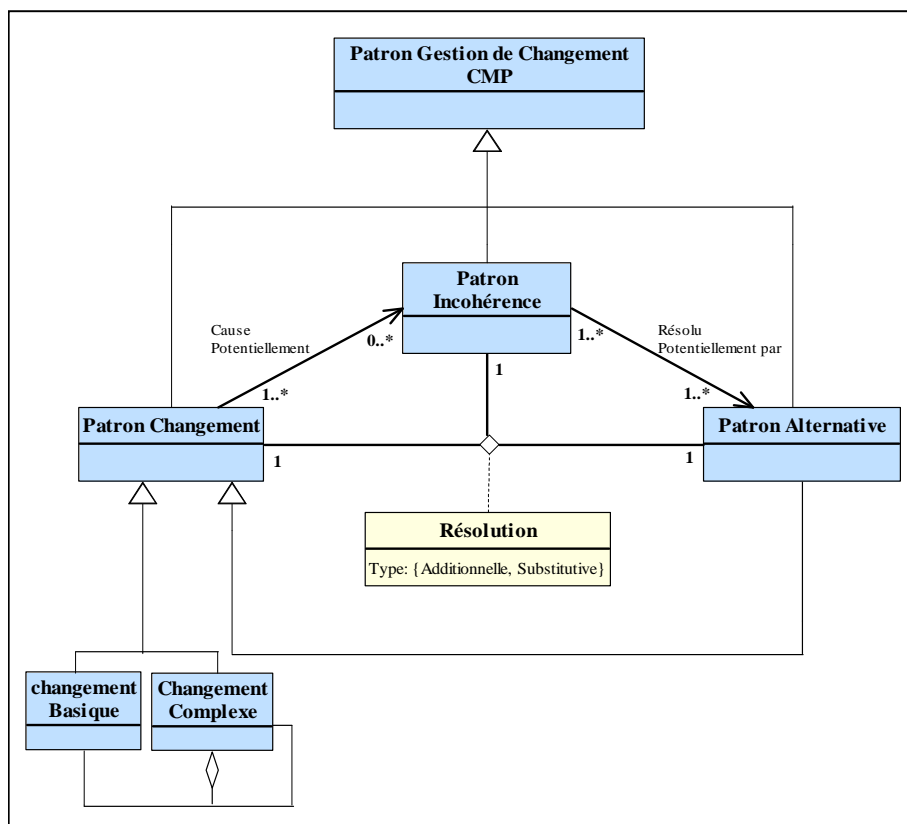 Patron Gestion de Changement
CMP
Patron
Incohérence
Cause
Potentiellement
0..*
1..*
Résolu
Potentiellement par
1..*
1..*
1
Patron Changement
Patron Alternative
1
1
Résolution
Type: {Additionnelle, Substitutive}
changement
Basique
Changement
Complexe